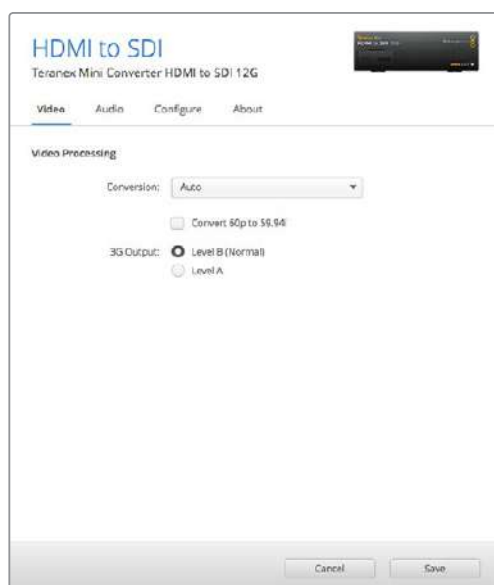 HDMI to SDI
Teranex Mini Converter HDMI to SDI 12G
Video Audio Configure About
Video Processing
Conversion: Auto
Convert 60p to 59.94i
3G Output: Level B (Normal)
Level A
Cancel Save